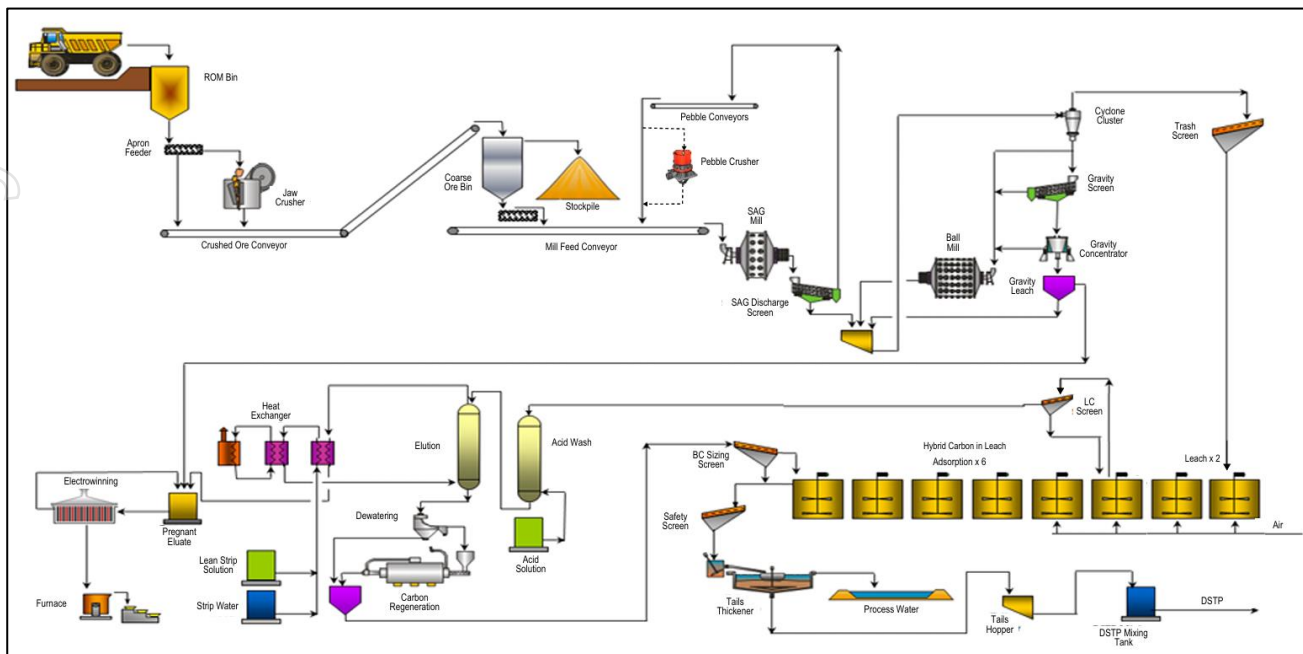 ROM Bin
Apron
Feeder
Jaw
Crusher
Crushed Ore Conveyor
Coarse
Ore Bin
Stockpile
Mill Feed Conveyor
Pebble Conveyors
Pebble Crusher
SAG
Mill
SAG Discharge
Screen
Ball
Mill
Cyclone
Cluster
Trash
Screen
Gravity
Screen
Gravity
Concentrator
Gravity
Leach
Heat
Exchanger
Elution
Acid Wash
LC
Screen
BC Sizing
Screen
Hybrid Carbon in Leach
Adsorption x 6
Leach x 2
Air
Electrowinning
Pregnant
Eluate
Dewatering
Acid
Solution
Safety
Screen
Lean Strip
Solution
Strip Water
Carbon
Regeneration
Furnace
Tails
Thickener
Process Water
Tails
Hopper
DSTP Mixing
Tank
DSTP